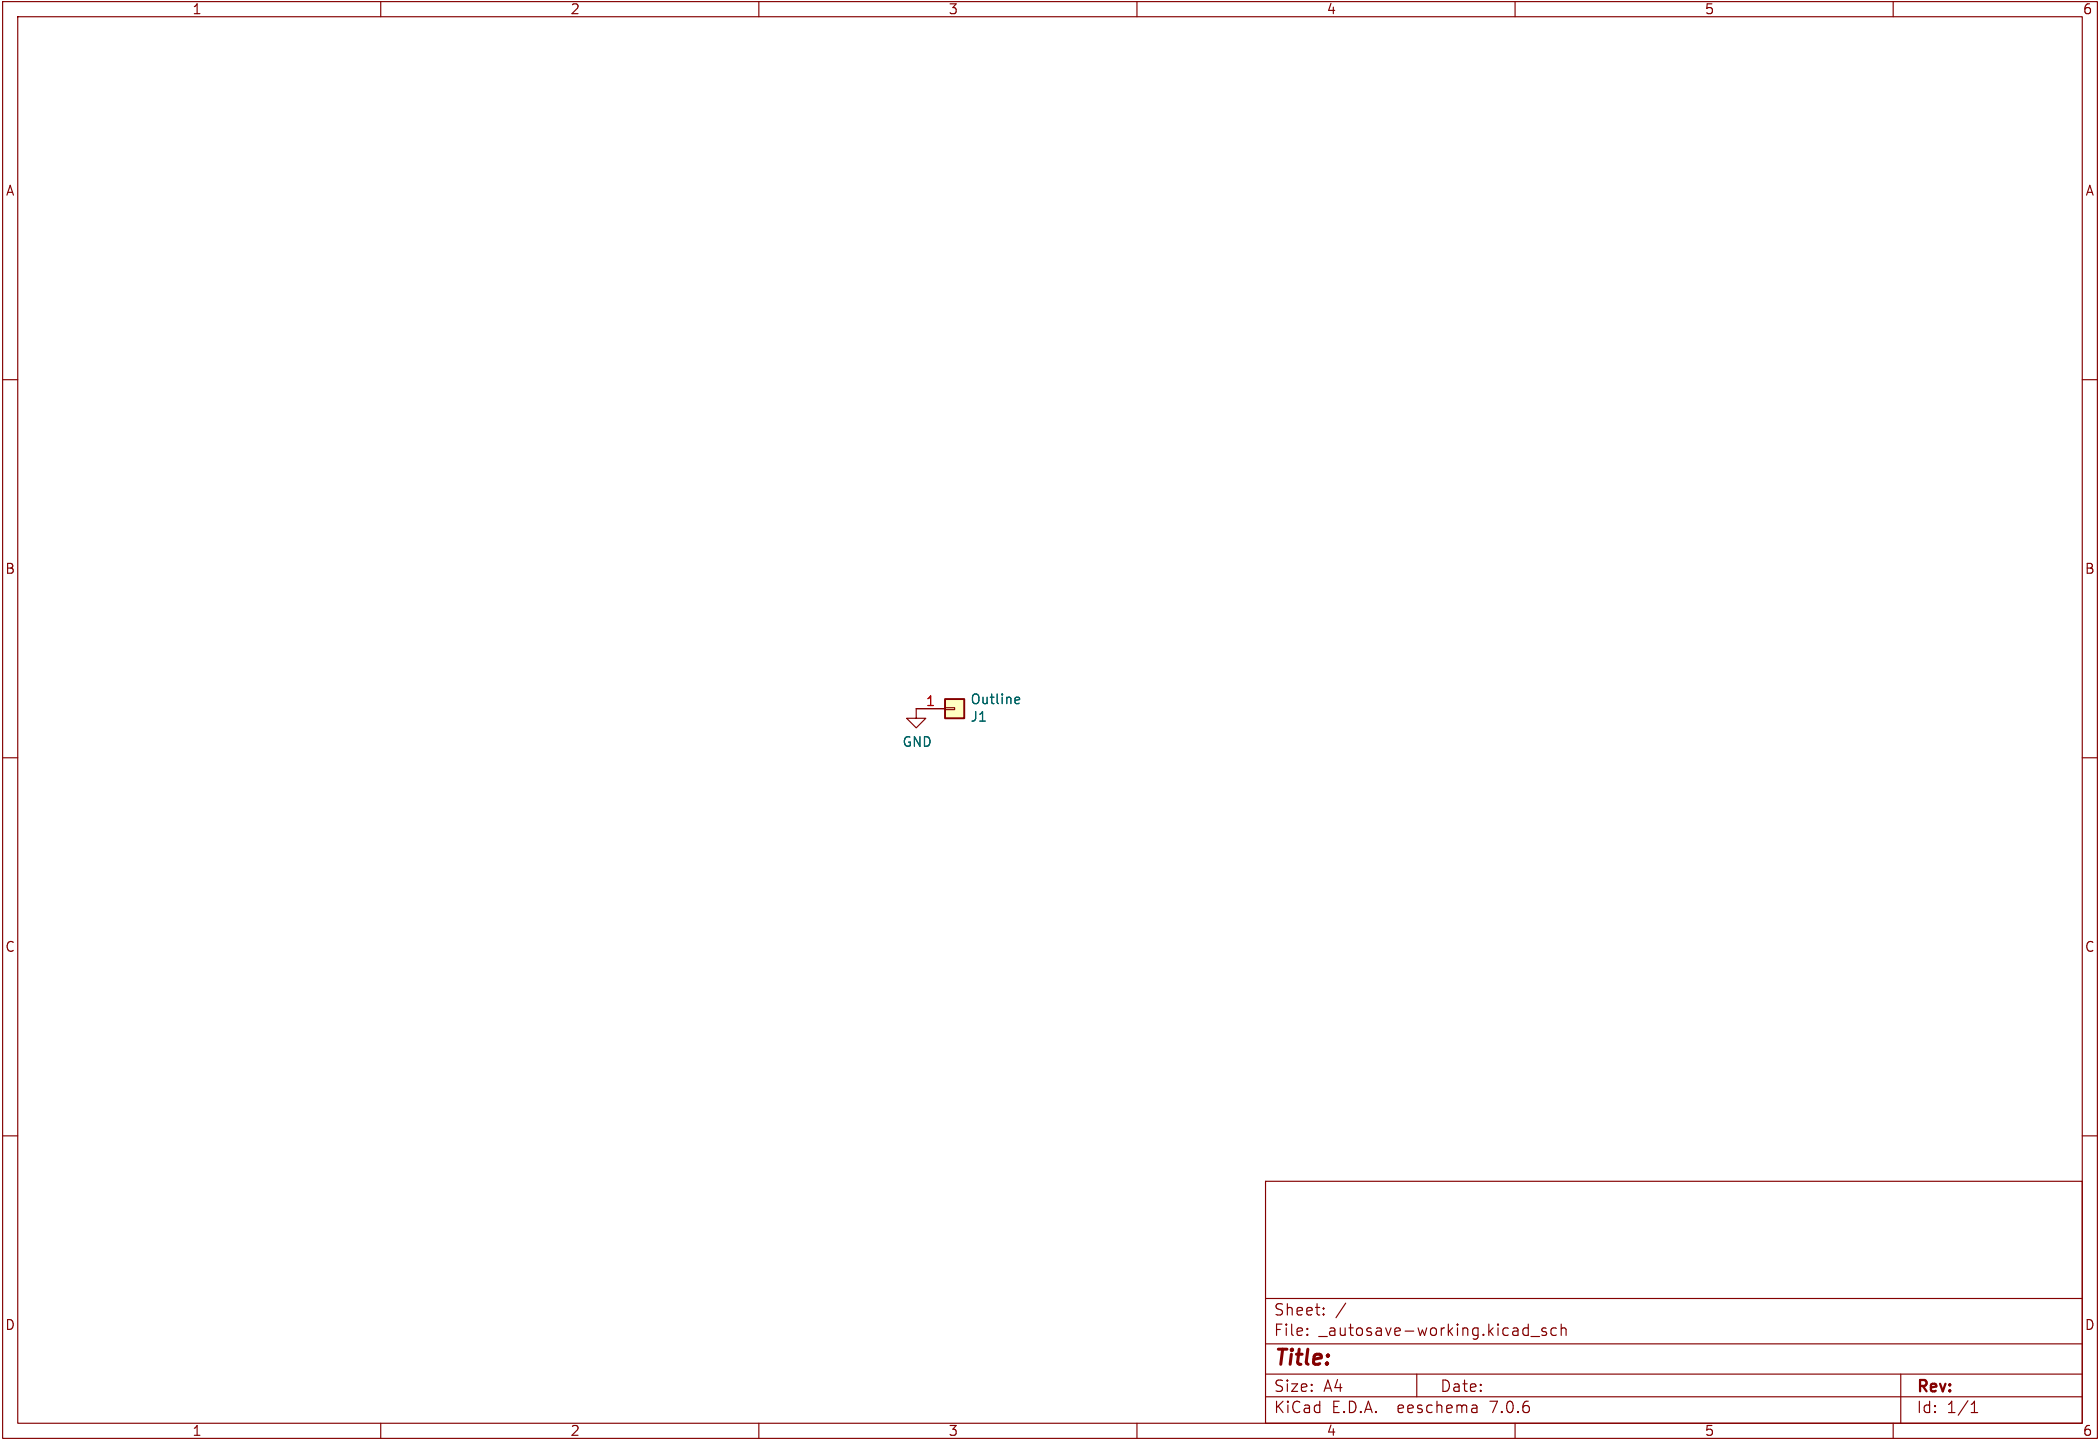 1 2 3 4 5 6
A A
B B
1 Outline
J1
GND
C C
Sheet: /
File: _autosave-working.kicad_sch
D D
Title:
Size: A4 Date: Rev:
KiCad E.D.A. eeschema 7.0.6 Id: 1/1
1 2 3 4 5 6